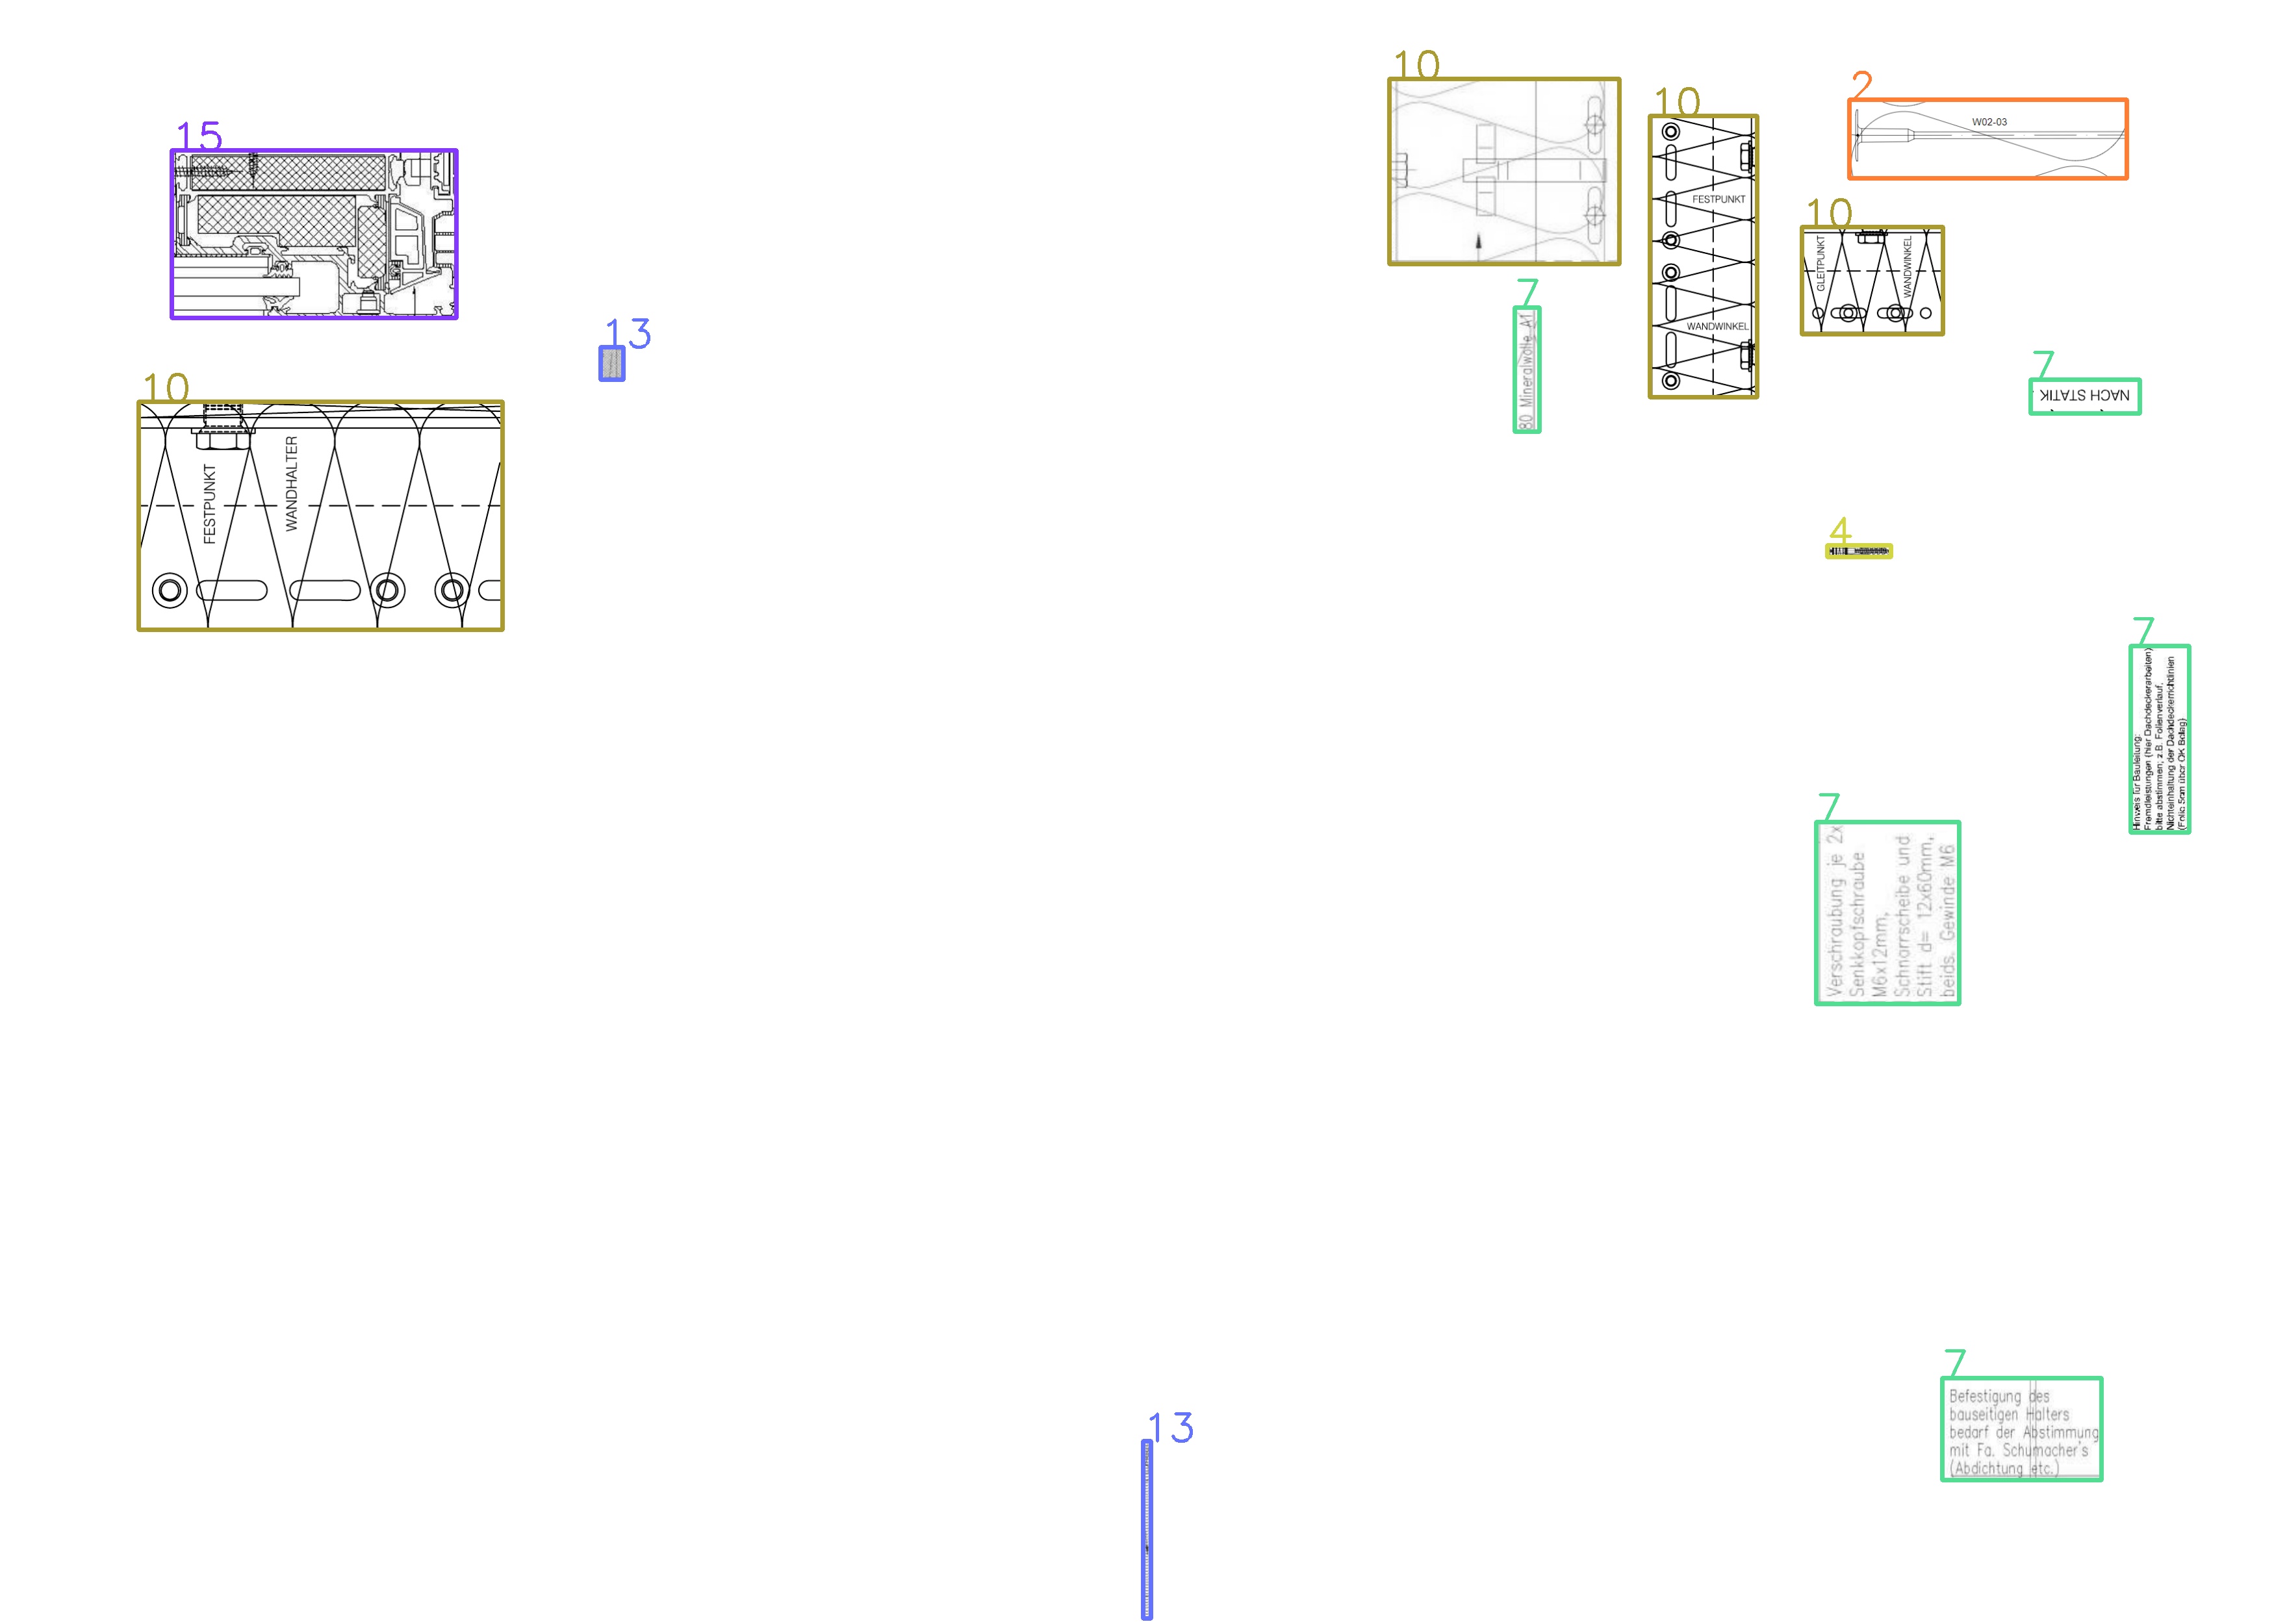 10
10
2
W02-03
15
FESTPUNKT
10
GLEITPUNKT
WANDWINKEL
7
80 Mineralwolle A1
13
WANDWINKEL
7
NACH STATIK
10
FESTPUNKT
WANDHALTER
4
7
Hinweis für Bauleitung:
Fremdleistungen (hier Dachdeckerarbeiten)
bitte abstimmen; z.B. Folienverlauf,
Nichteinhaltung der Dachdeckerrichtlinien
5cm über OK Belag)
7
Verschraubung je 2x
Senkkopfschraube
M6x12mm,
Schnorrscheibe und
Stift d= 12x60mm,
beids. Gewinde M6
7
Befestigung des
bauseitigen Halters
bedarf der Abstimmung
mit Fa. Schumacher's
(Abdichtung etc.)
13